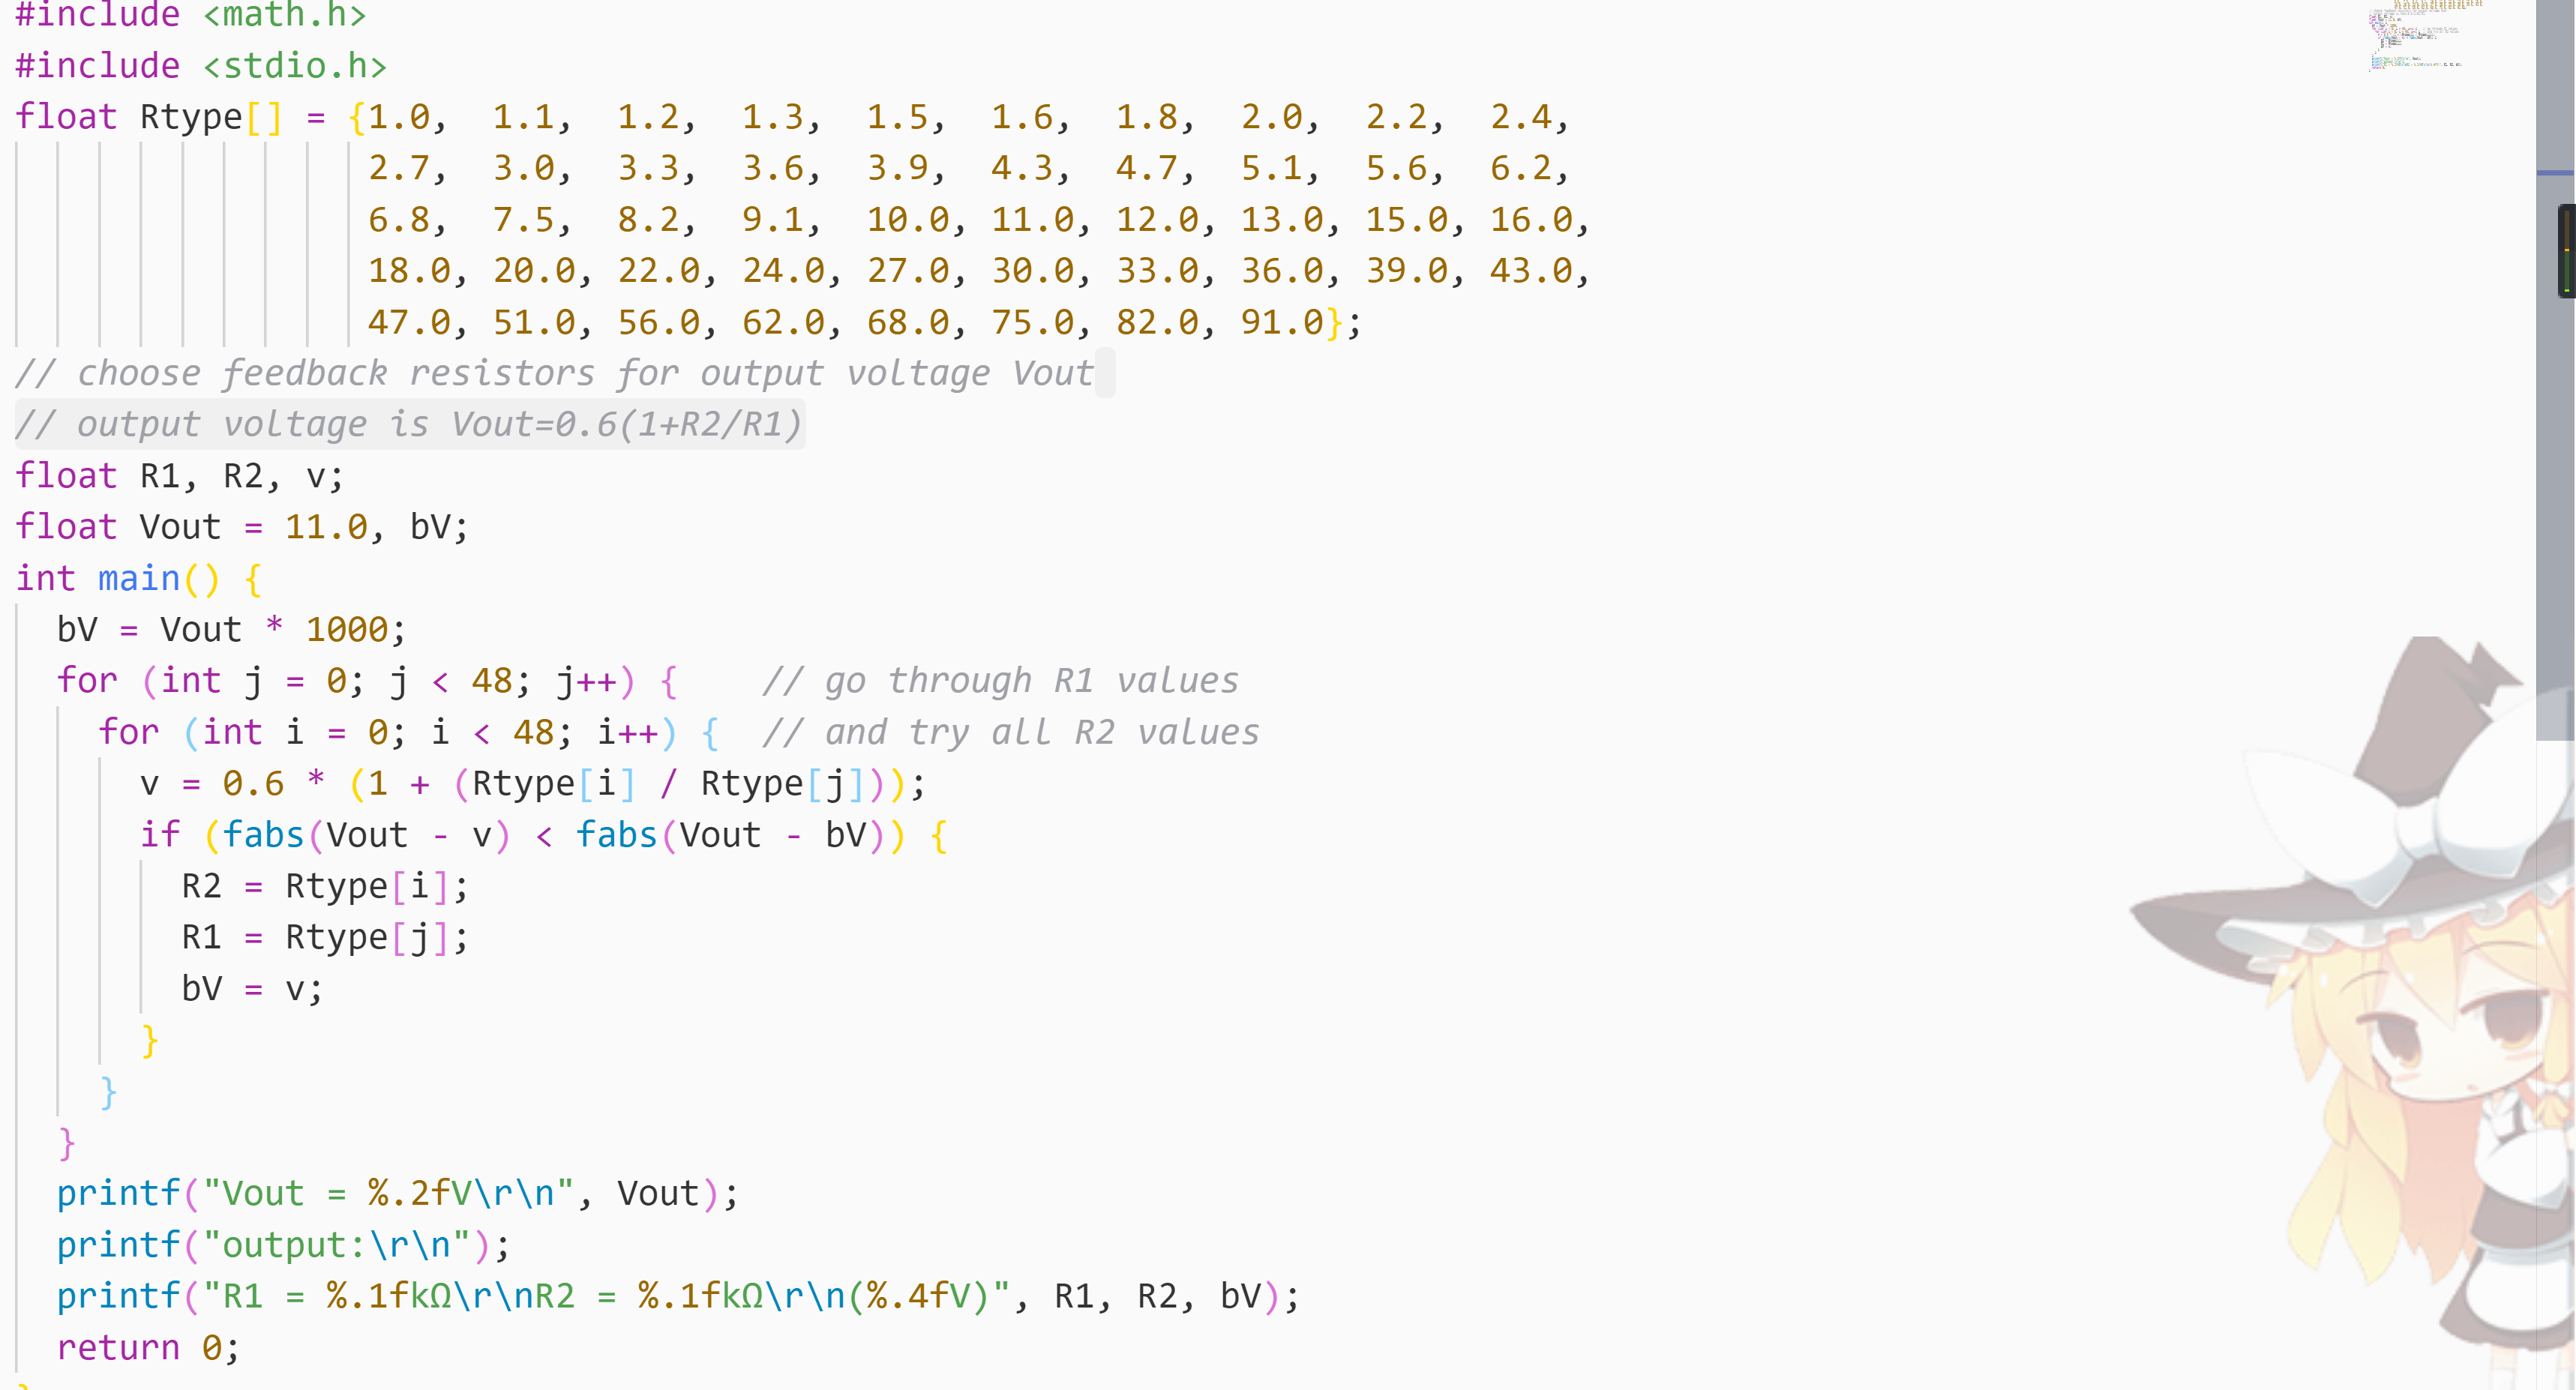 #include <math.h>
#include <stdio.h>
float Rtype[] = {1.0,  1.1,  1.2,  1.3,  1.5,  1.6,  1.8,  2.0,  2.2,  2.4,
                 2.7,  3.0,  3.3,  3.6,  3.9,  4.3,  4.7,  5.1,  5.6,  6.2,
                 6.8,  7.5,  8.2,  9.1,  10.0, 11.0, 12.0, 13.0, 15.0, 16.0,
                 18.0, 20.0, 22.0, 24.0, 27.0, 30.0, 33.0, 36.0, 39.0, 43.0,
                 47.0, 51.0, 56.0, 62.0, 68.0, 75.0, 82.0, 91.0};
// choose feedback resistors for output voltage Vout
// output voltage is Vout=0.6(1+R2/R1)
float R1, R2, v;
float Vout = 11.0, bV;
int main() {
  bV = Vout * 1000;
  for (int j = 0; j < 48; j++) {    // go through R1 values
    for (int i = 0; i < 48; i++) {  // and try all R2 values
      v = 0.6 * (1 + (Rtype[i] / Rtype[j]));
      if (fabs(Vout - v) < fabs(Vout - bV)) {
        R2 = Rtype[i];
        R1 = Rtype[j];
        bV = v;
      }
    }
  }
  printf("Vout = %.2fV\r\n", Vout);
  printf("output:\r\n");
  printf("R1 = %.1fkΩ\r\nR2 = %.1fkΩ\r\n(%.4fV)", R1, R2, bV);
  return 0;